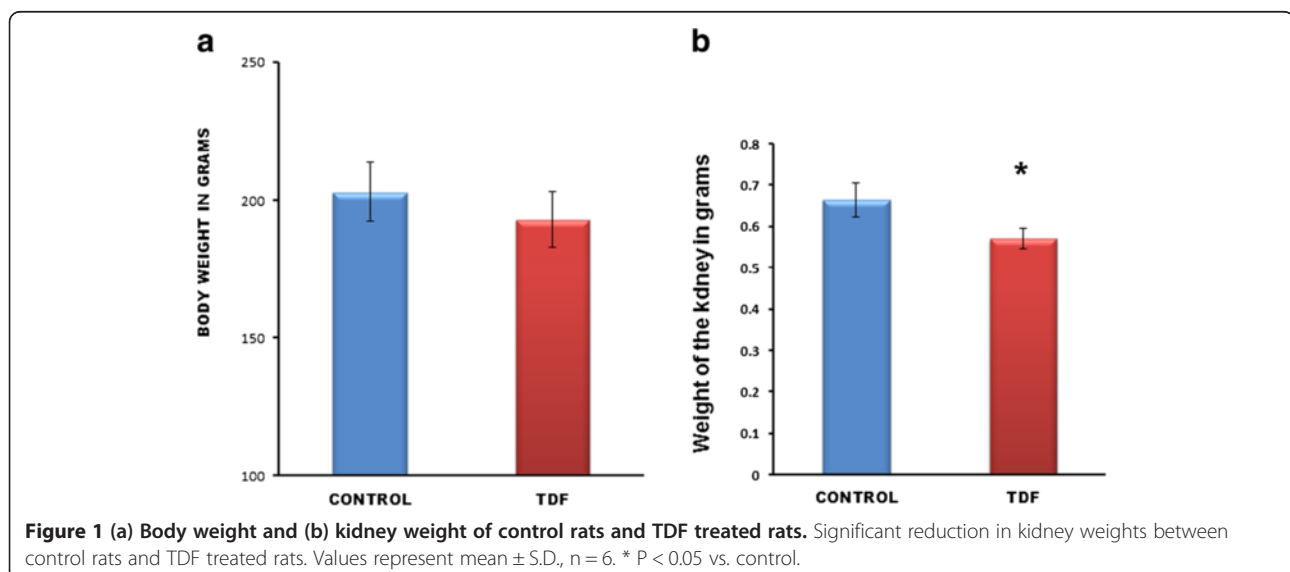 a
b
250
200
150
100
BODY WEIGHT IN GRAMS
CONTROL
TDF
0.8
0.7
0.6
0.5
0.4
0.3
0.2
0.1
0
Weight of the kdney in grams
*
CONTROL
TDF
Figure 1 (a) Body weight and (b) kidney weight of control rats and TDF treated rats. Significant reduction in kidney weights between
control rats and TDF treated rats. Values represent mean ± S.D., n = 6. * P < 0.05 vs. control.